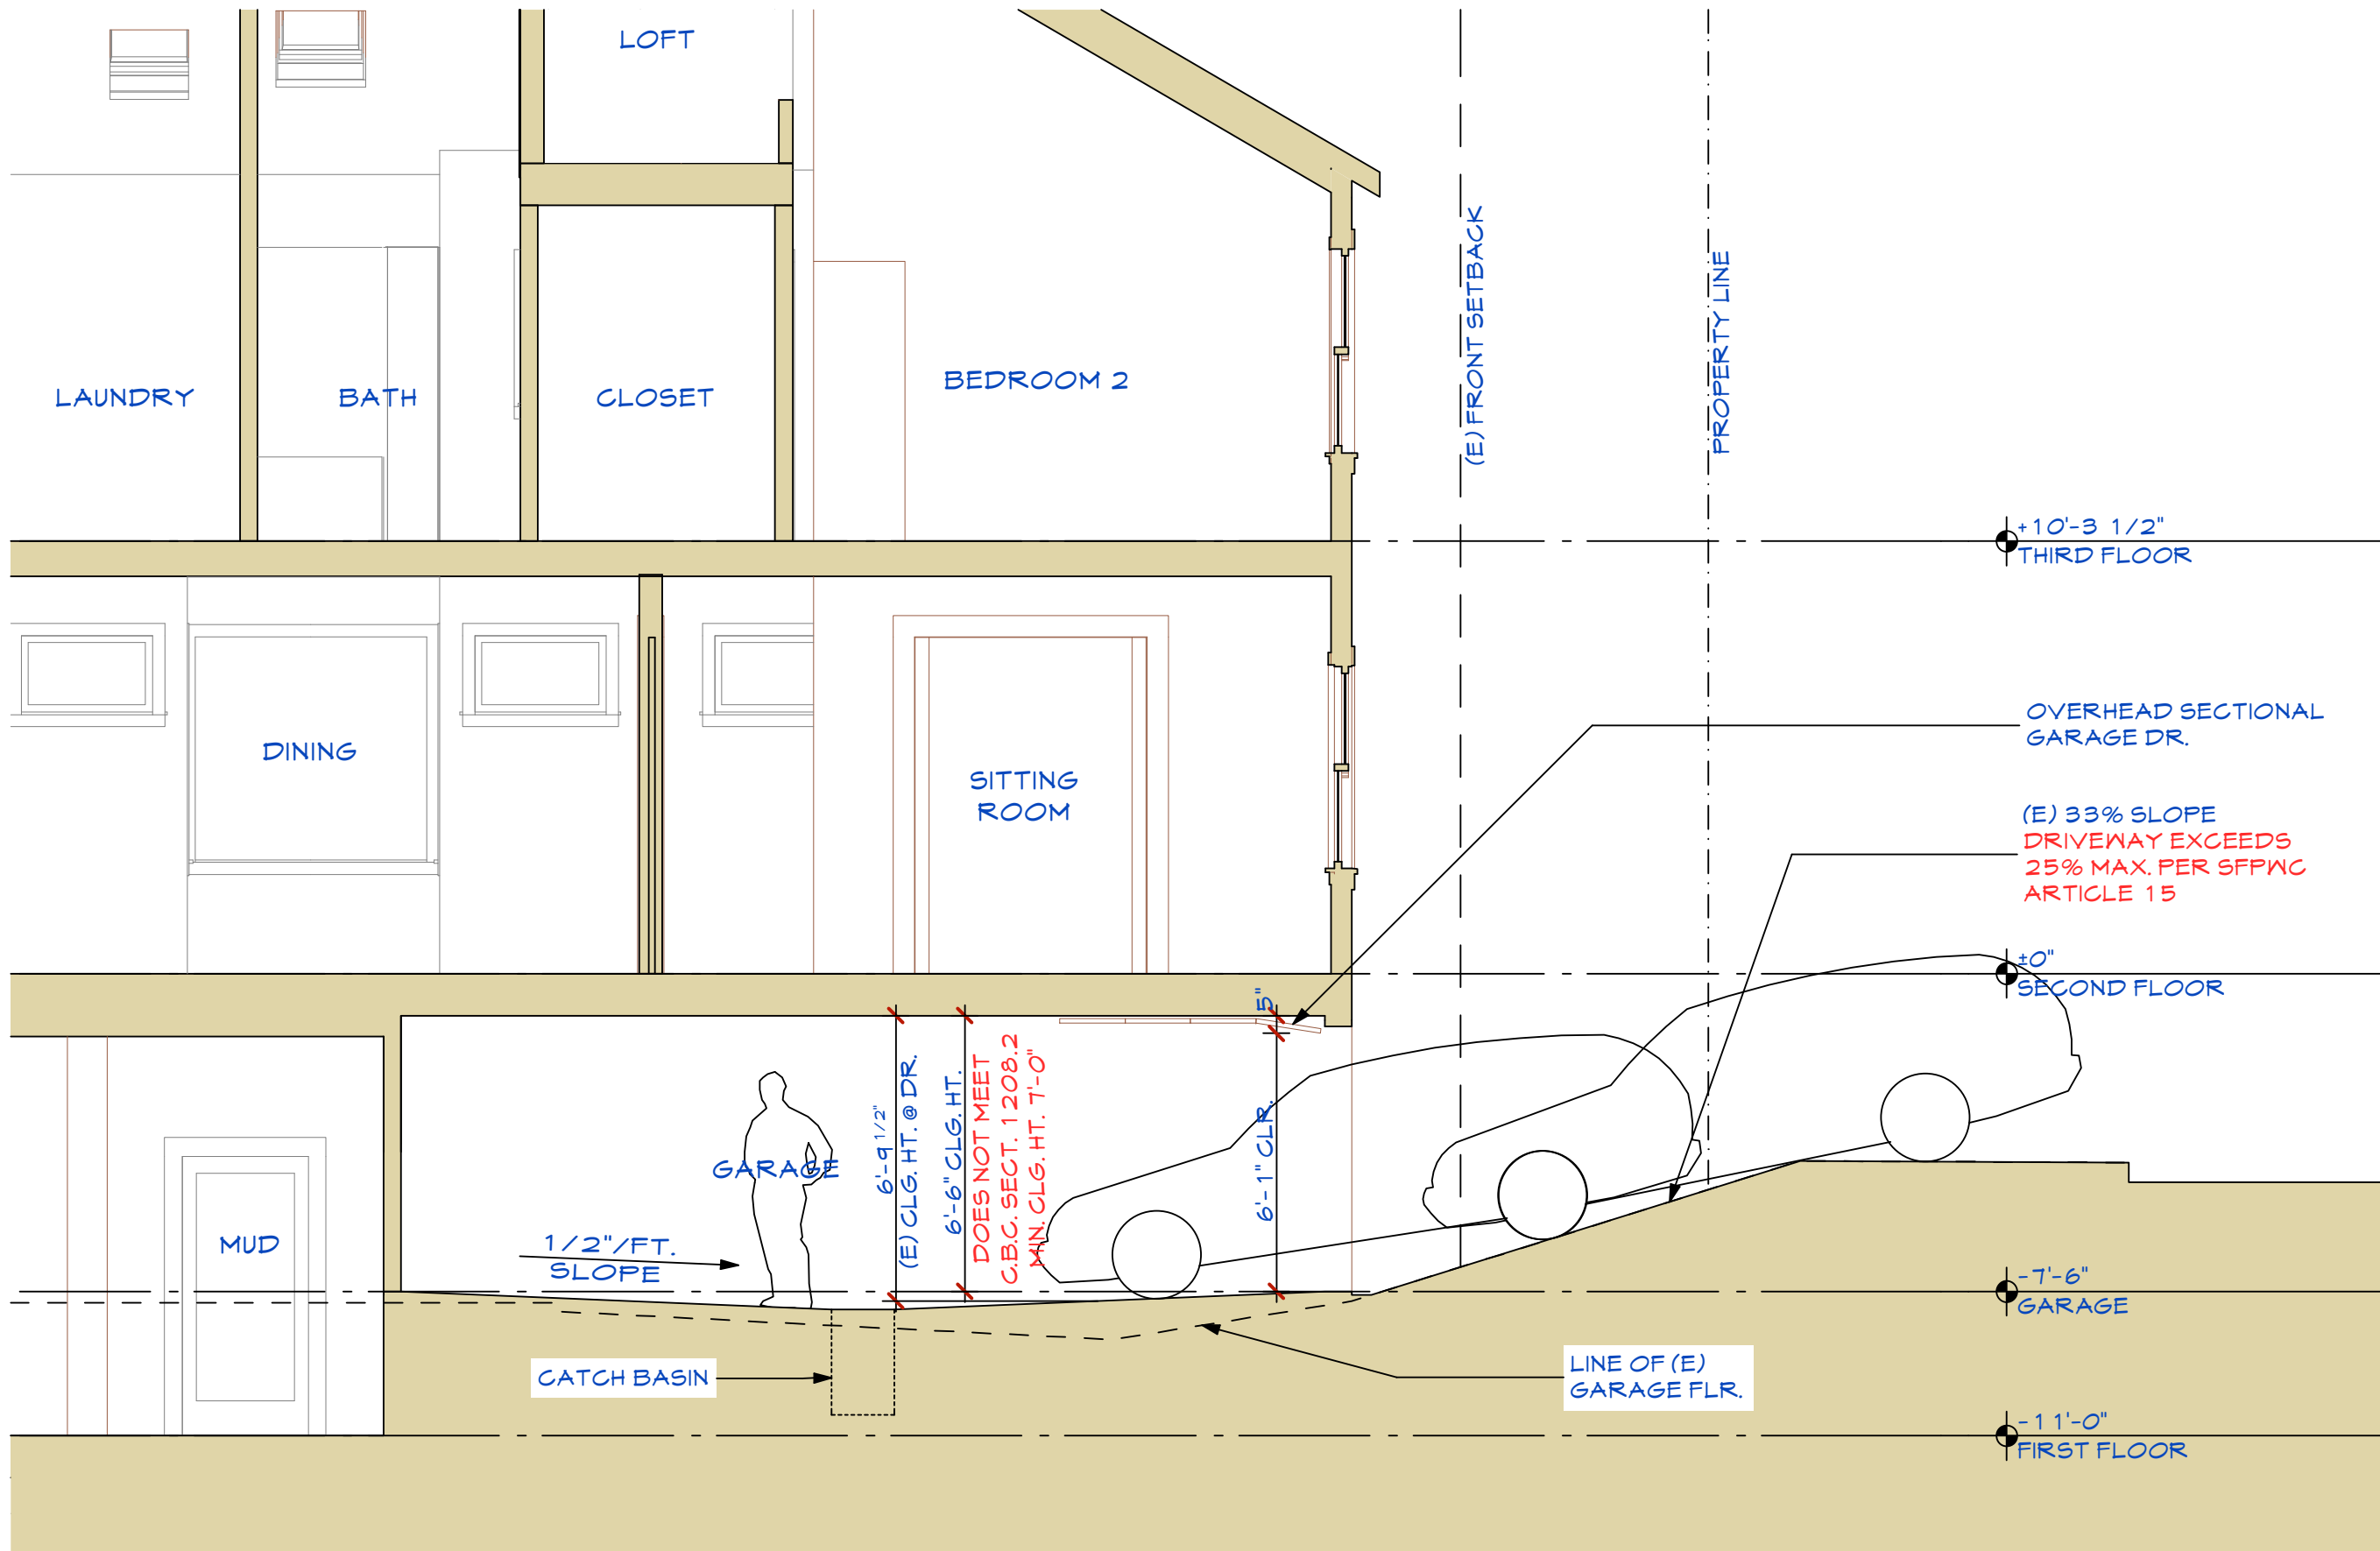 LOFT
LAUNDRY
BATH
CLOSET
BEDROOM 2
(E) FRONT SETBACK
PROPERTY LINE
+10'-3 1/2"
THIRD FLOOR
DINING
SITTING
ROOM
OVERHEAD SECTIONAL
GARAGE DR.
(E) 33% SLOPE
DRIVEWAY EXCEEDS
25% MAX. PER SFPWC
ARTICLE 15
±0"
SECOND FLOOR
GARAGE
6'-9 1/2"
(E) CLG. HT. @ DR.
6'-6" CLG. HT.
DOES NOT MEET
C.B.C. SECT. 1208.2
MIN. CLG. HT. 7'-0"
5"
6'-1" CLR.
MUD
1/2"/FT.
SLOPE
-7'-6"
GARAGE
CATCH BASIN
LINE OF (E)
GARAGE FLR.
-11'-0"
FIRST FLOOR